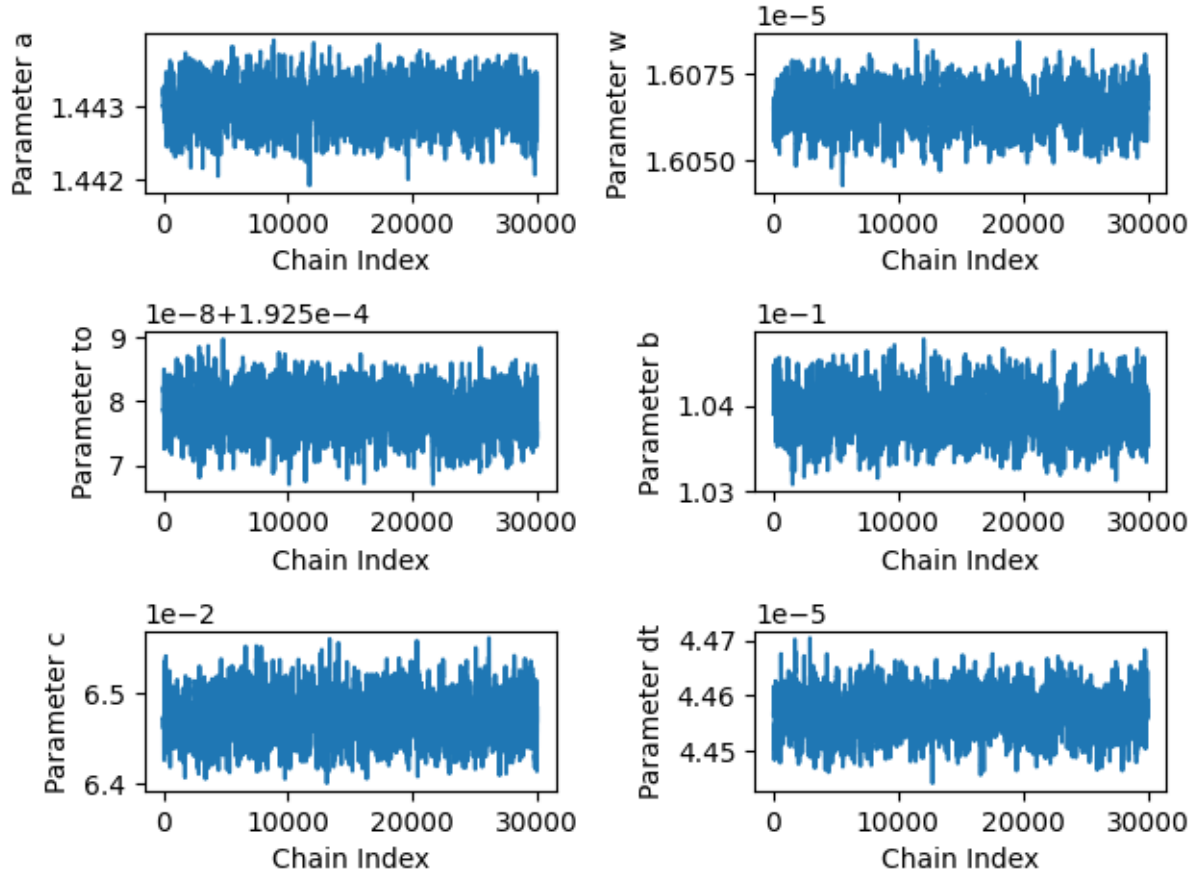 Parameter a
1.443
1.442
0 10000 20000 30000
Chain Index
1e−5
Parameter w
1.6075
1.6050
0 10000 20000 30000
Chain Index
1e−8+1.925e−4
Parameter to
9
8
7
0 10000 20000 30000
Chain Index
1e−1
Parameter b
1.04
1.03
0 10000 20000 30000
Chain Index
1e−2
Parameter c
6.5
6.4
0 10000 20000 30000
Chain Index
1e−5
Parameter dt
4.47
4.46
4.45
0 10000 20000 30000
Chain Index